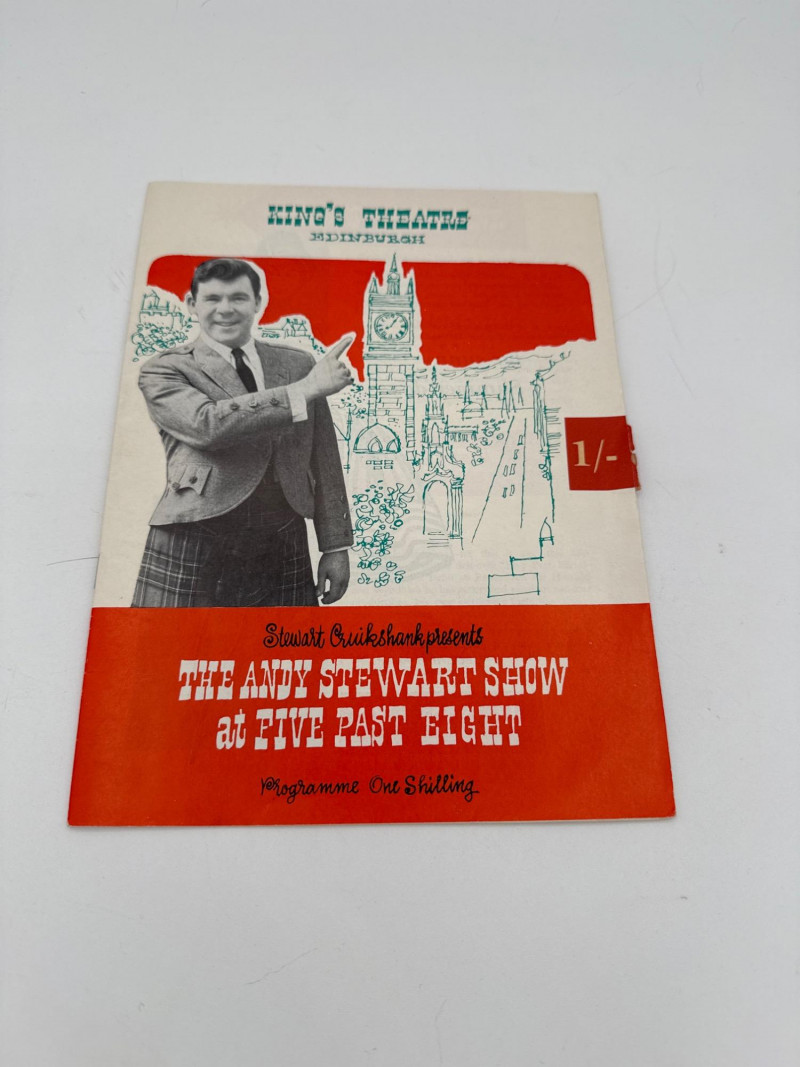 KING'S THEATRE
EDINBURGH
1/-
Stewart Cruikshank presents
THE ANDY STEWART SHOW
at FIVE PAST EIGHT
Programme One Shilling